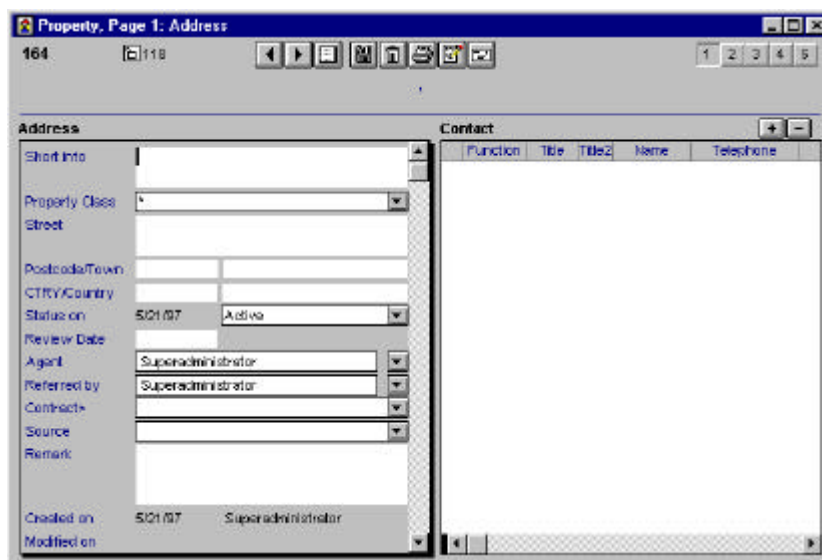 Property, Page 1: Address
164 118 1 2 3 4 5
Address
Short info
Property Class *
Street
Postcode/Town
CTRY/Country
Status on 5/21/97 Active
Review Date
Agent Superadministrator
Referred by Superadministrator
Contracts
Source
Remark
Created on 5/21/97 Superadministrator
Modified on
Contact + -
Function Title Title2 Name Telephone